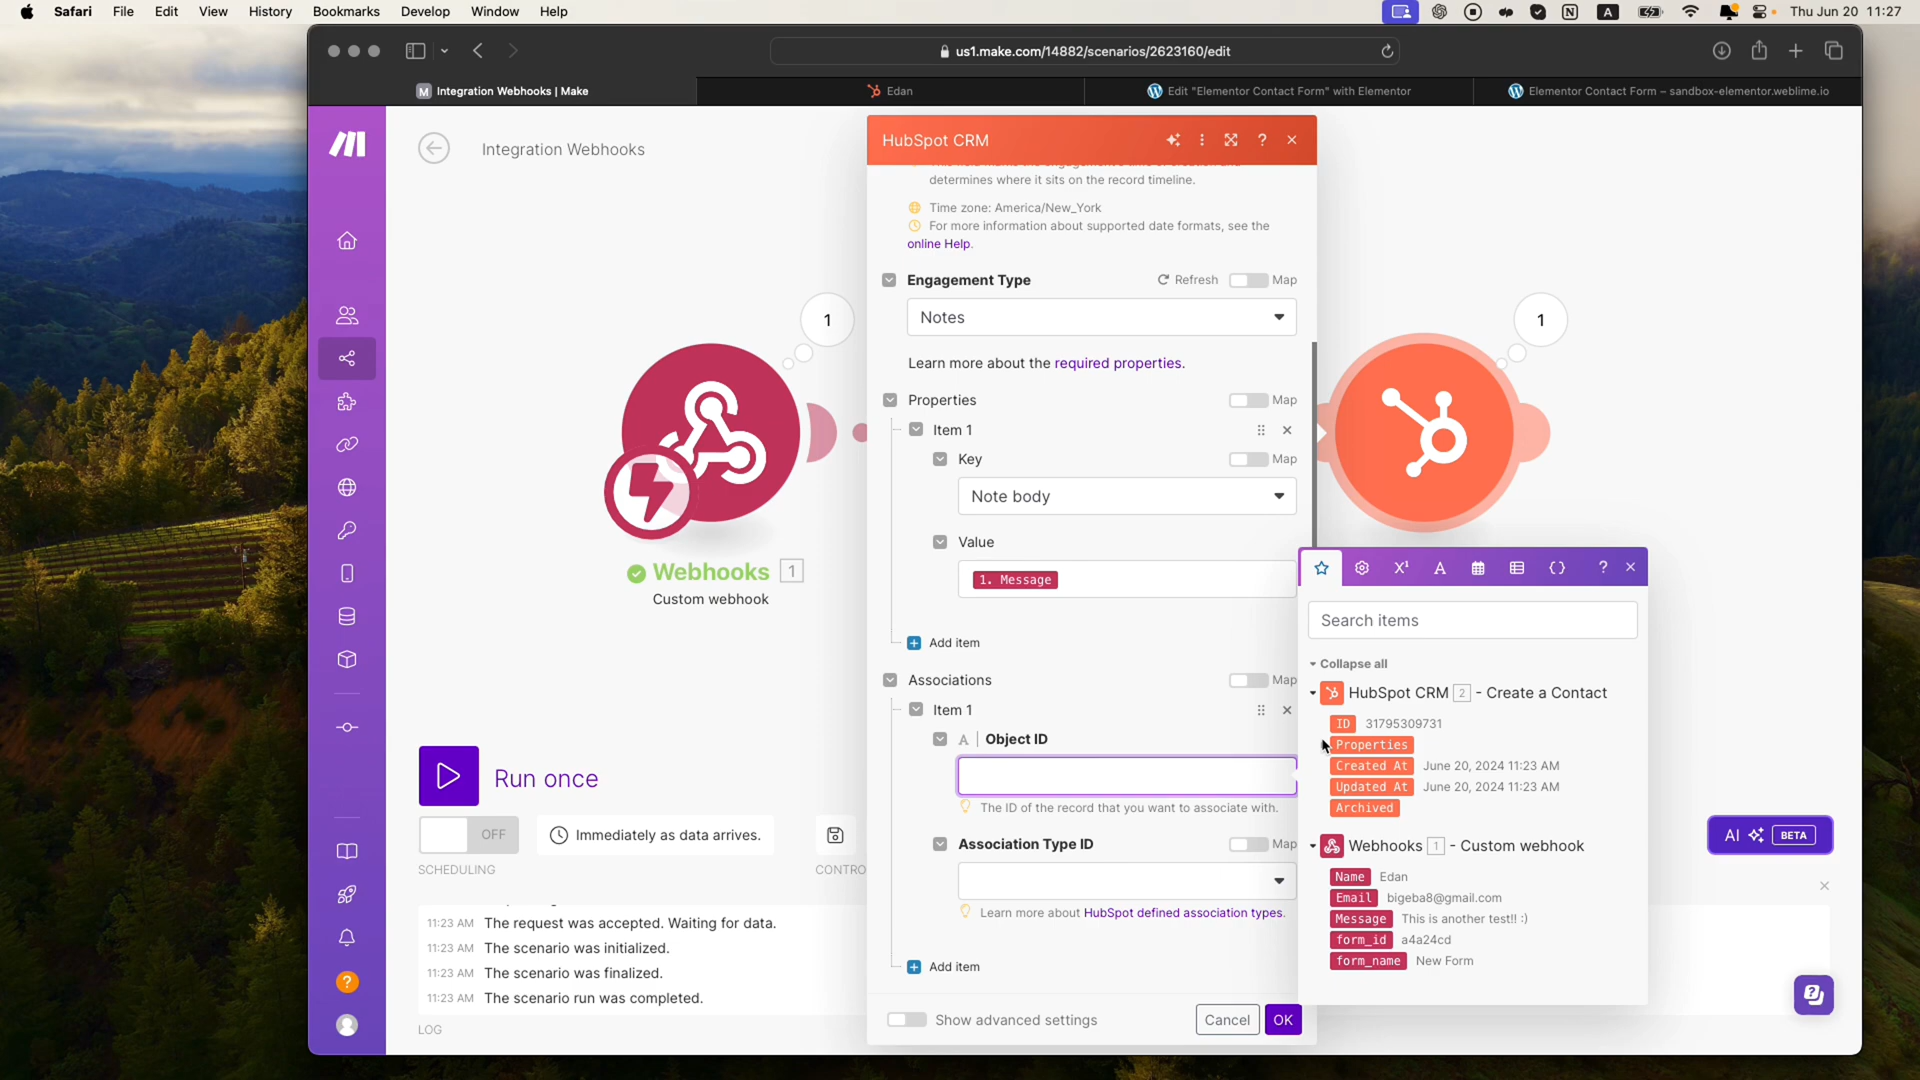 Safari File Edit View History Bookmarks Develop Window Help
A
Thu Jun 20 11:27
us1.make.com/14882/scenarios/2623160/edit
M Integration Webhooks | Make
Edan
Edit "Elementor Contact Form" with Elementor
Elementor Contact Form – sandbox-elementor.weblime.io
Integration Webhooks
HubSpot CRM
determines where it sits on the record timeline.
Time zone: America/New_York
For more information about supported date formats, see the
online Help.
Engagement Type
Refresh
Map
Notes
Learn more about the required properties.
Properties
Map
Item 1
Key
Map
Note body
Value
1. Message
Add item
Associations
Map
Item 1
A | Object ID
The ID of the record that you want to associate with.
Association Type ID
Map
Learn more about HubSpot defined association types.
Add item
Show advanced settings
Cancel
OK
1
1
Webhooks 1
Custom webhook
Search items
Collapse all
HubSpot CRM 2 - Create a Contact
ID 31795309731
Properties
Created At June 20, 2024 11:23 AM
Updated At June 20, 2024 11:23 AM
Archived
Webhooks 1 - Custom webhook
Name Edan
Email bigeba8@gmail.com
Message This is another test!! :)
form_id a4a24cd
form_name New Form
Run once
OFF
Immediately as data arrives.
SCHEDULING
CONTRO
AI BETA
11:23 AM The request was accepted. Waiting for data.
11:23 AM The scenario was initialized.
11:23 AM The scenario was finalized.
11:23 AM The scenario run was completed.
LOG